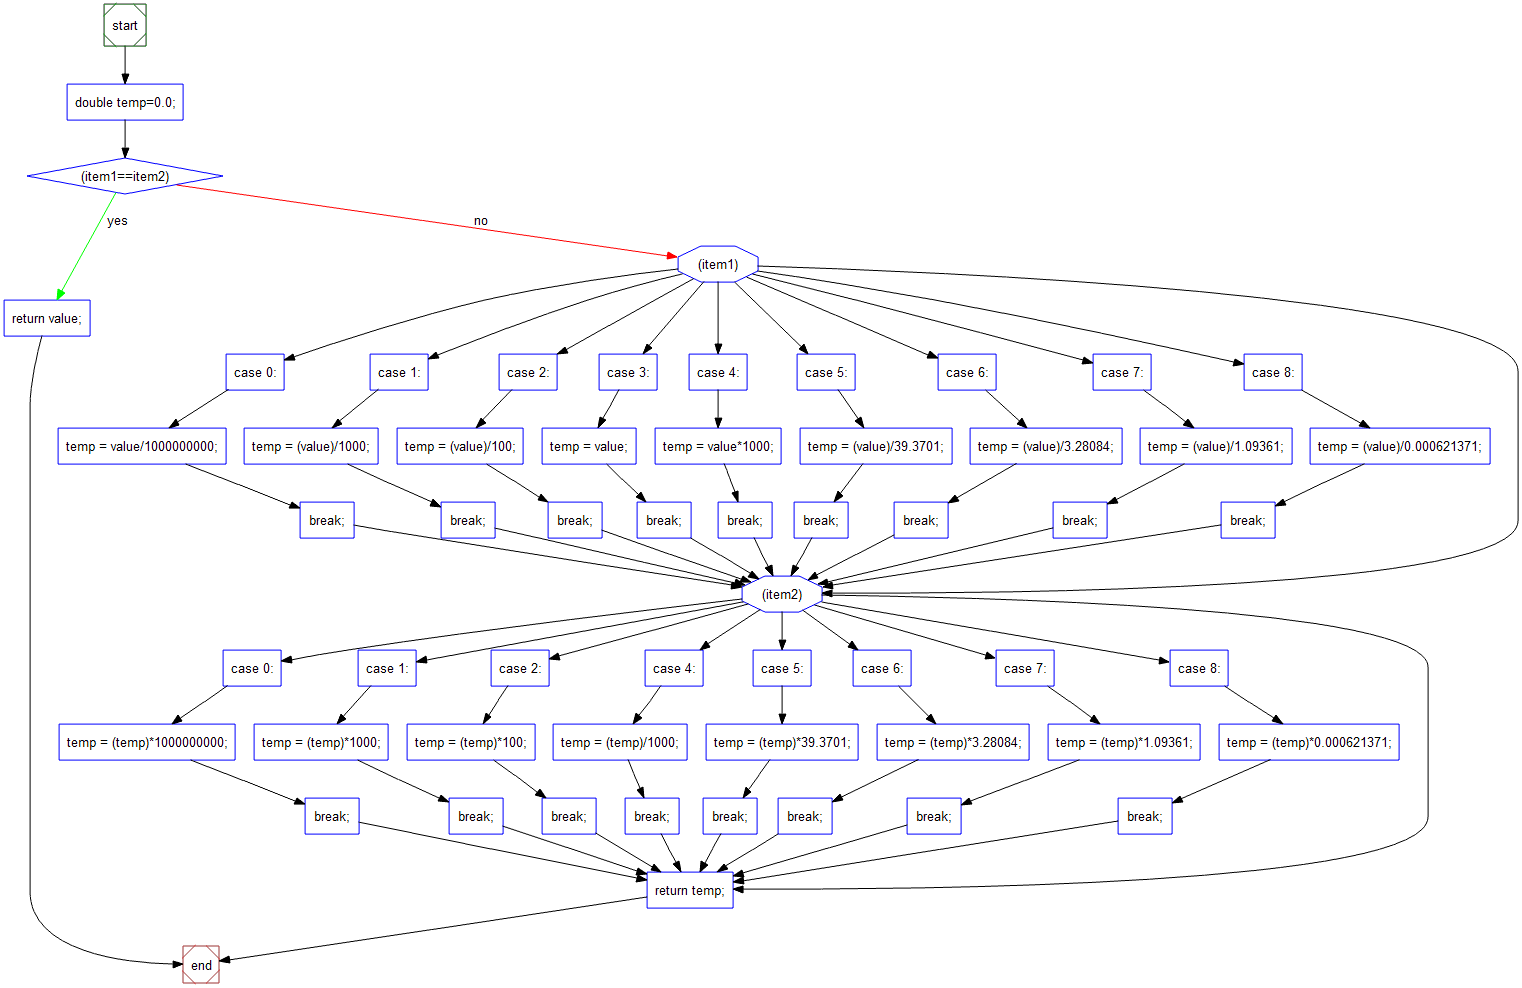 start
double temp=0.0;
(item1==item2)
yes
no
(item1)
return value;
case 0:
case 1:
case 2:
case 3:
case 4:
case 5:
case 6:
case 7:
case 8:
temp = value/1000000000;
temp = (value)/1000;
temp = (value)/100;
temp = value;
temp = value*1000;
temp = (value)/39.3701;
temp = (value)/3.28084;
temp = (value)/1.09361;
temp = (value)/0.000621371;
break;
break;
break;
break;
break;
break;
break;
break;
break;
(item2)
case 0:
case 1:
case 2:
case 4:
case 5:
case 6:
case 7:
case 8:
temp = (temp)*1000000000;
temp = (temp)*1000;
temp = (temp)*100;
temp = (temp)/1000;
temp = (temp)*39.3701;
temp = (temp)*3.28084;
temp = (temp)*1.09361;
temp = (temp)*0.000621371;
break;
break;
break;
break;
break;
break;
break;
break;
return temp;
end